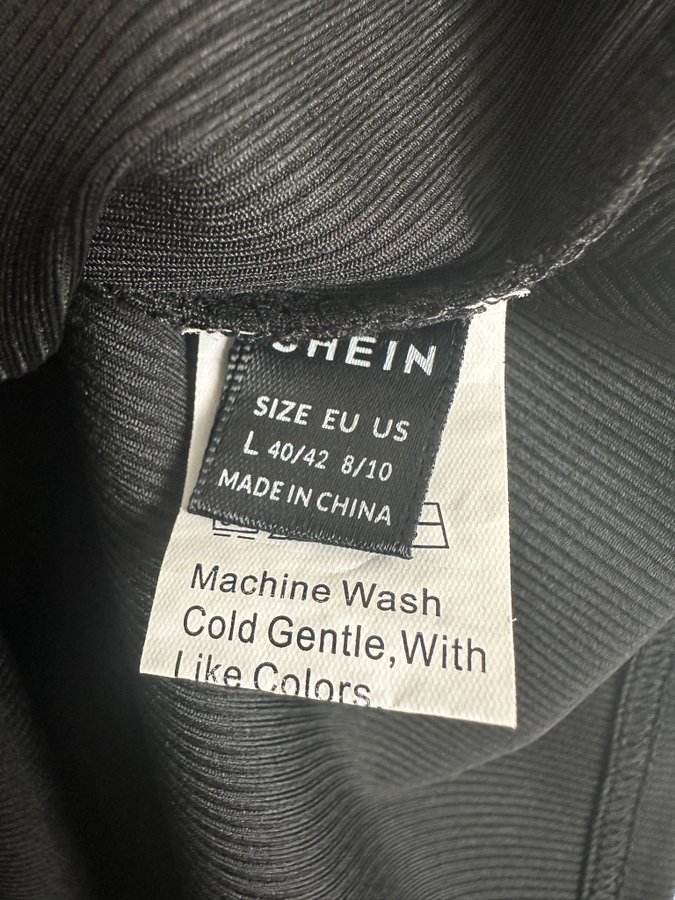 SHEIN
SIZE EU US
L 40/42 8/10
MADE IN CHINA
Machine Wash
Cold Gentle, With
Like Colors.